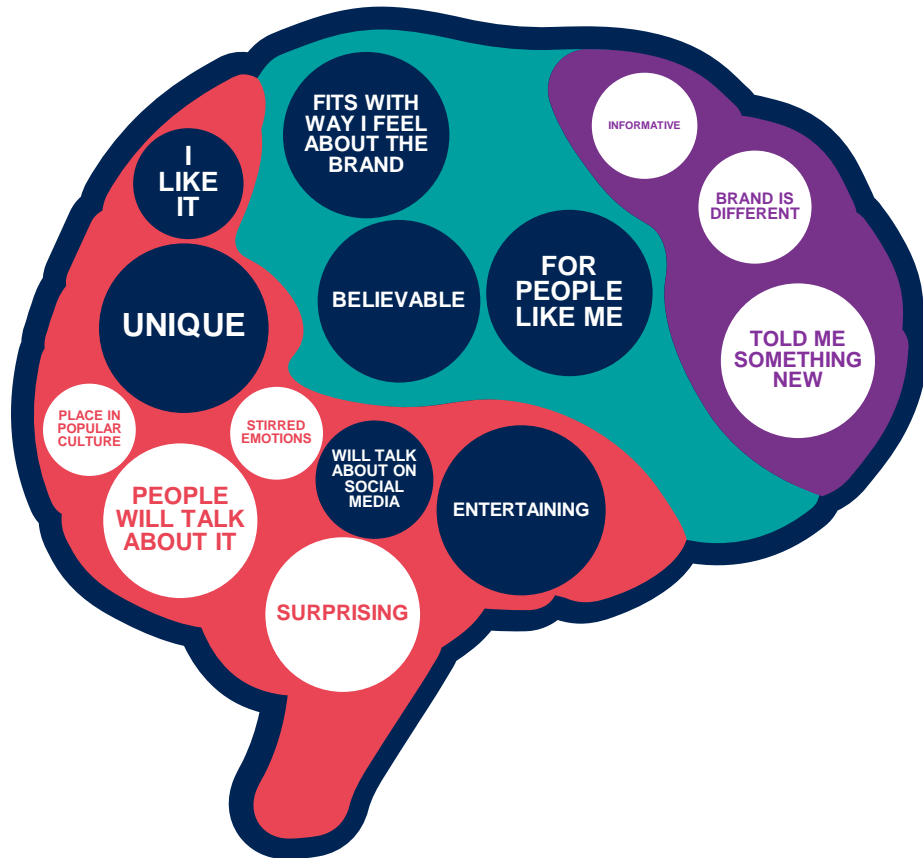 FITS WITH
WAY I FEEL
ABOUT THE
BRAND
INFORMATIVE
I
LIKE
IT
BRAND IS
DIFFERENT
UNIQUE
BELIEVABLE
FOR
PEOPLE
LIKE ME
TOLD ME
SOMETHING
NEW
PLACE IN
POPULAR
CULTURE
STIRRED
EMOTIONS
WILL TALK
ABOUT ON
SOCIAL
MEDIA
ENTERTAINING
PEOPLE
WILL TALK
ABOUT IT
SURPRISING